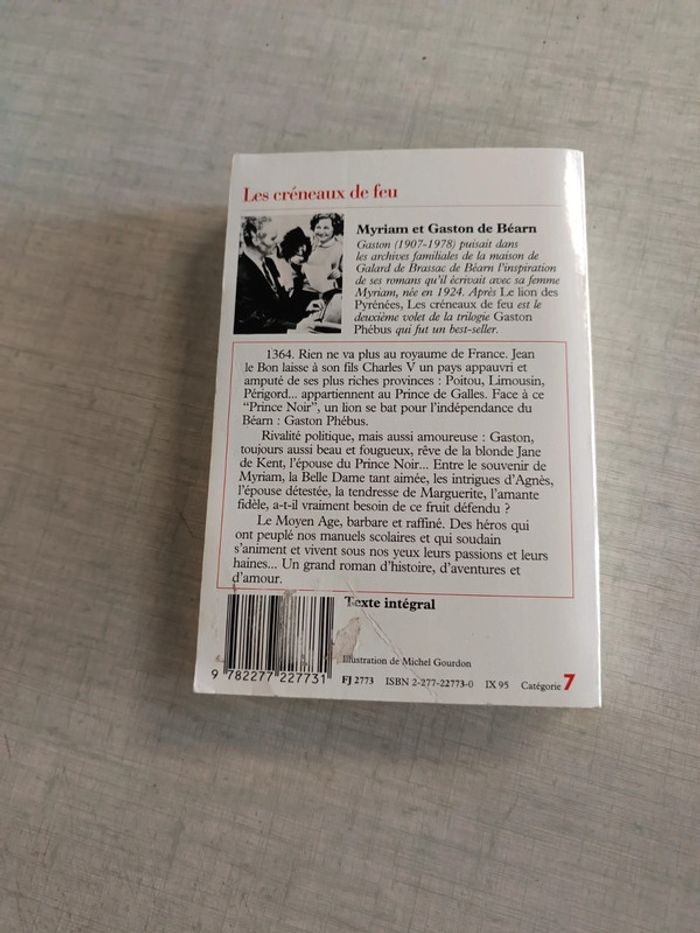 Les créneaux de feu
Myriam et Gaston de Béarn
Gaston (1907-1978) puisait dans
les archives familiales de la maison de
Galard de Brassac de Béarn l'inspiration
de ses romans qu'il écrivait avec sa femme
Myriam, née en 1924. Après Le lion des
Pyrénées, Les créneaux de feu est le
deuxième volet de la trilogie Gaston
Phébus qui fut un best-seller.
1364. Rien ne va plus au royaume de France. Jean
le Bon laisse à son fils Charles V un pays appauvri et
amputé de ses plus riches provinces : Poitou, Limousin,
Périgord... appartiennent au Prince de Galles. Face à ce
"Prince Noir", un lion se bat pour l'indépendance du
Béarn : Gaston Phébus.
Rivalité politique, mais aussi amoureuse : Gaston,
toujours aussi beau et fougueux, rêve de la blonde Jane
de Kent, l'épouse du Prince Noir... Entre le souvenir de
Myriam, la Belle Dame tant aimée, les intrigues d'Agnès,
l'épouse détestée, la tendresse de Marguerite, l'amante
fidèle, a-t-il vraiment besoin de ce fruit défendu ?
Le Moyen Age, barbare et raffiné. Des héros qui
ont peuplé nos manuels scolaires et qui soudain
s'animent et vivent sous nos yeux leurs passions et leurs
haines... Un grand roman d'histoire, d'aventures et
d'amour.
Texte intégral
Illustration de Michel Gourdon
9 782277 227731
FJ 2773 ISBN 2-277-22773-0 IX 95 Catégorie 7